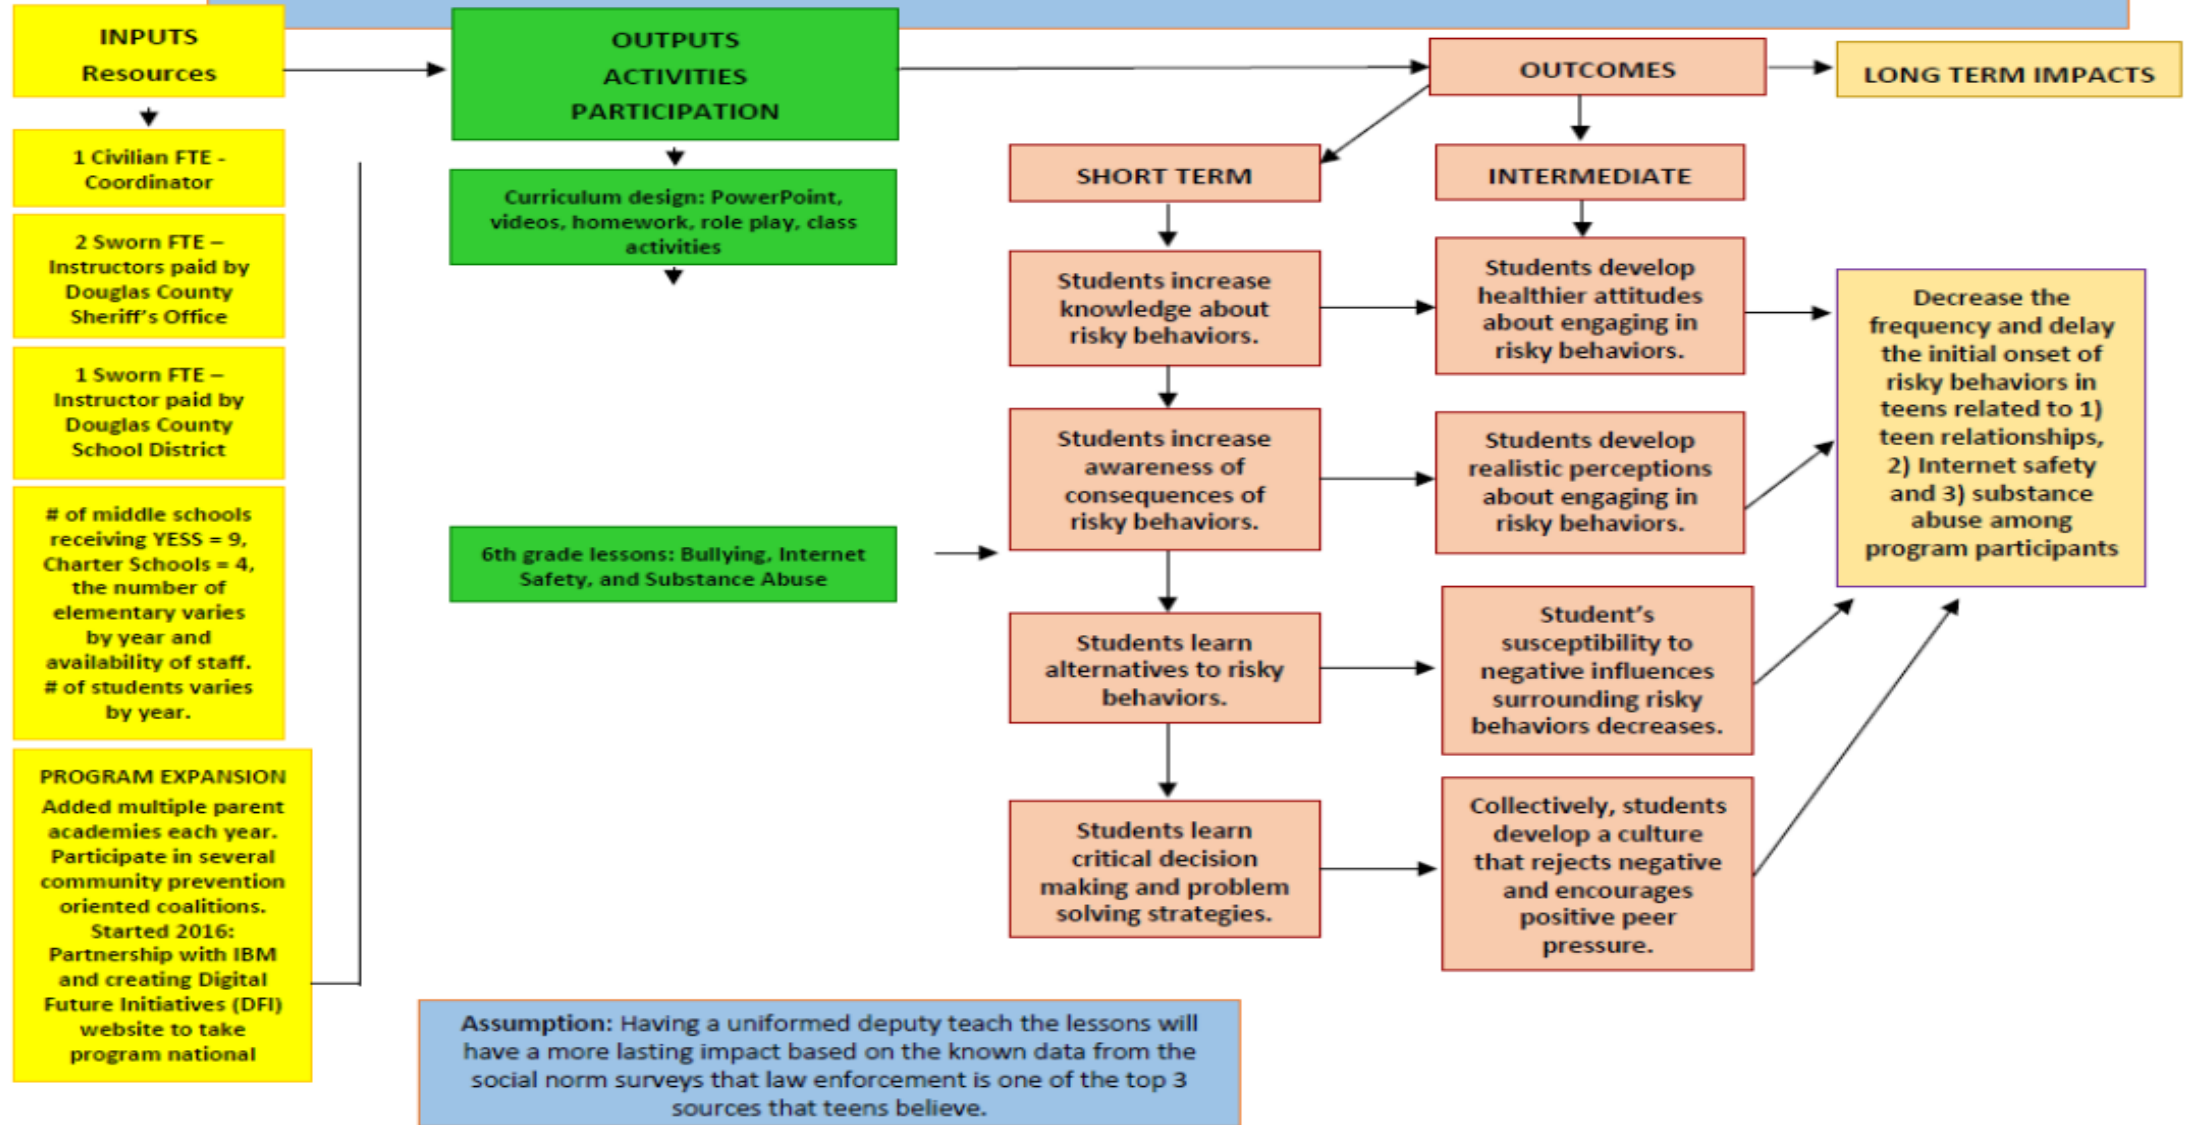 INPUTS
Resources
1 Civilian FTE -
Coordinator
2 Sworn FTE –
Instructors paid by
Douglas County
Sheriff’s Office
1 Sworn FTE –
Instructor paid by
Douglas County
School District
# of middle schools
receiving YESS = 9,
Charter Schools = 4,
the number of
elementary varies
by year and
availability of staff.
# of students varies
by year.
PROGRAM EXPANSION
Added multiple parent
academies each year.
Participate in several
community prevention
oriented coalitions.
Started 2016:
Partnership with IBM
and creating Digital
Future Initiatives (DFI)
website to take
program national
OUTPUTS
ACTIVITIES
PARTICIPATION
Curriculum design: PowerPoint,
videos, homework, role play, class
activities
6th grade lessons: Bullying, Internet
Safety, and Substance Abuse
OUTCOMES
SHORT TERM
Students increase
knowledge about
risky behaviors.
Students increase
awareness of
consequences of
risky behaviors.
Students learn
alternatives to risky
behaviors.
Students learn
critical decision
making and problem
solving strategies.
INTERMEDIATE
Students develop
healthier attitudes
about engaging in
risky behaviors.
Students develop
realistic perceptions
about engaging in
risky behaviors.
Student’s
susceptibility to
negative influences
surrounding risky
behaviors decreases.
Collectively, students
develop a culture
that rejects negative
and encourages
positive peer
pressure.
LONG TERM IMPACTS
Decrease the
frequency and delay
the initial onset of
risky behaviors in
teens related to 1)
teen relationships,
2) Internet safety
and 3) substance
abuse among
program participants
Assumption: Having a uniformed deputy teach the lessons will
have a more lasting impact based on the known data from the
social norm surveys that law enforcement is one of the top 3
sources that teens believe.